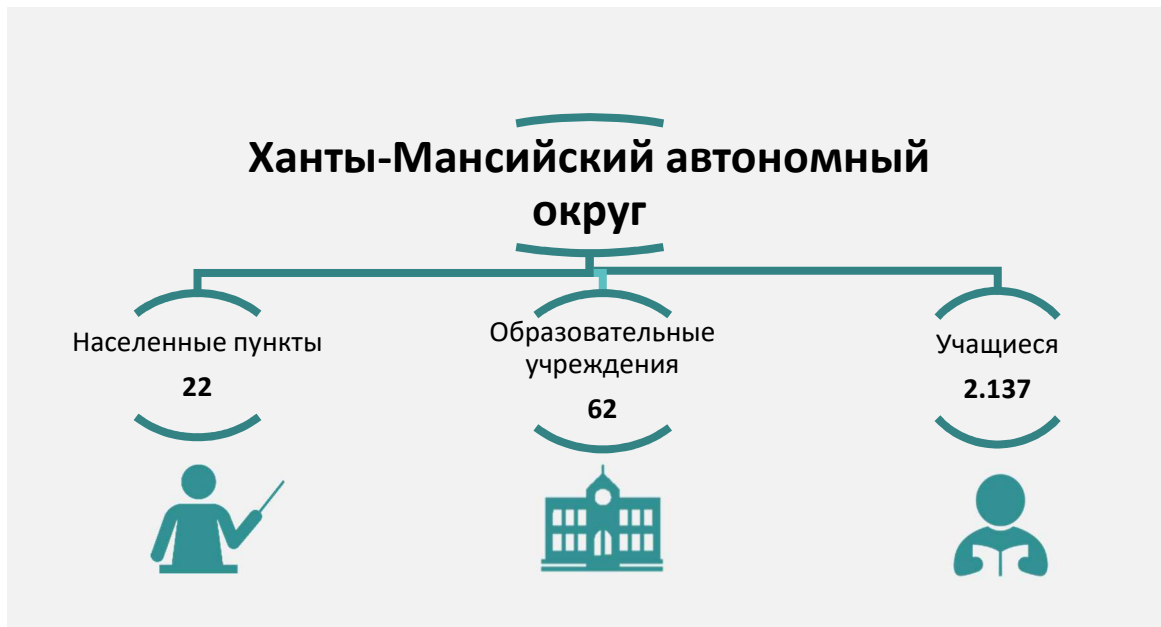 Ханты-Мансийский автономный
округ
Населенные пункты
22
Образовательные
учреждения
62
Учащиеся
2.137